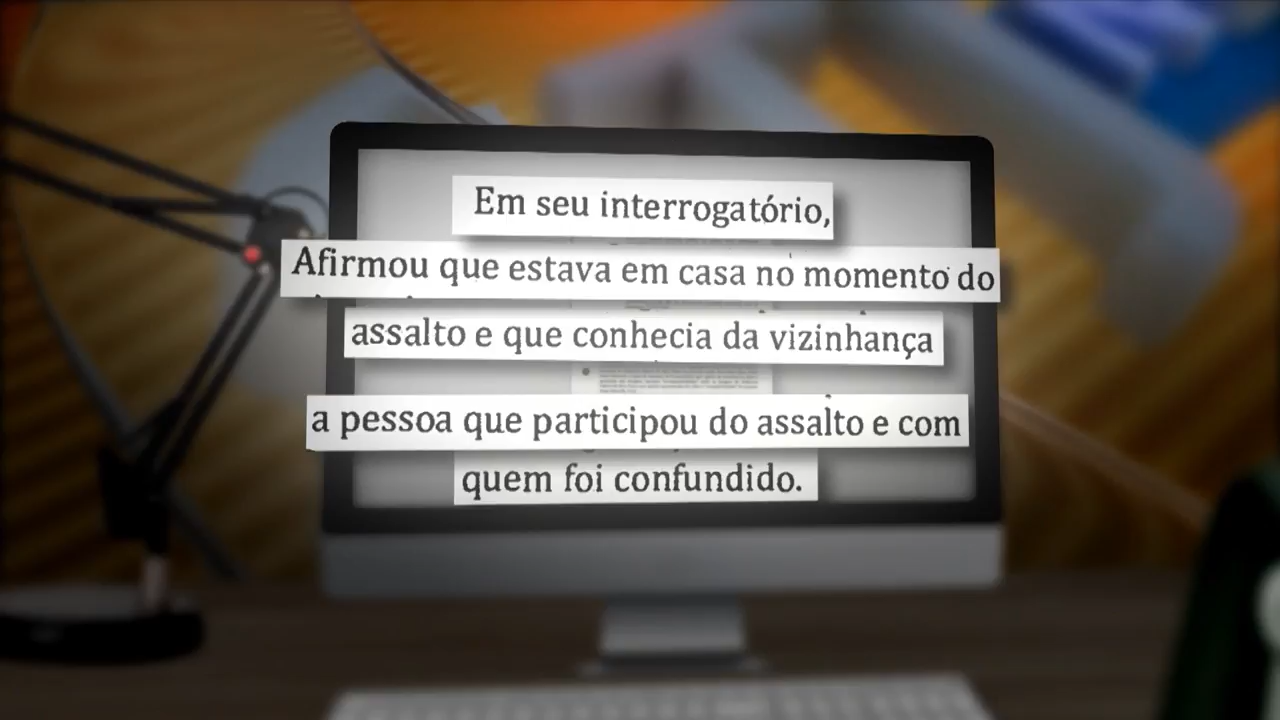 Em seu interrogatório,
Afirmou que estava em casa no momento do
assalto e que conhecia da vizinhança
a pessoa que participou do assalto e com
quem foi confundido.